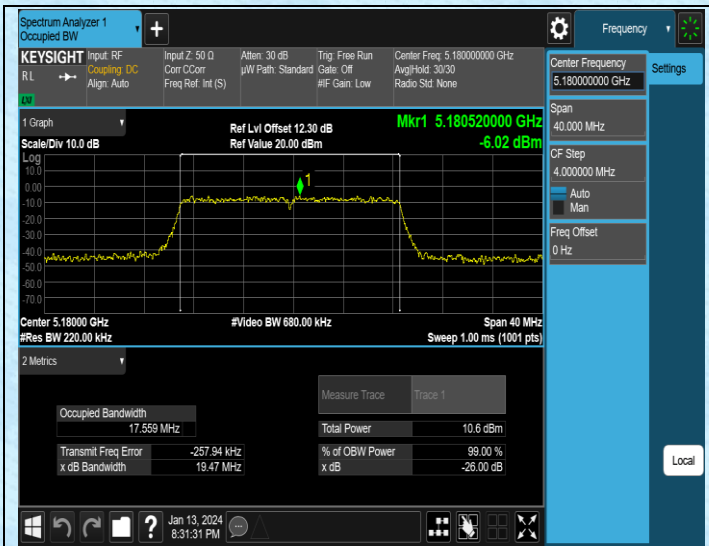 Spectrum Analyzer 1
Occupied BW
Frequency
KEYSIGHT
Input: RF
Coupling: DC
Align: Auto
Input Z: 50 Ω
Corr CCorr
Freq Ref: Int (S)
Atten: 30 dB
µW Path: Standard
Trig: Free Run
Gate: Off
#IF Gain: Low
Center Freq: 5.180000000 GHz
Avg|Hold: 30/30
Radio Std: None
R L
Center Frequency
5.180000000 GHz
Settings
Span
40.000 MHz
CF Step
4.000000 MHz
Auto
Man
Freq Offset
0 Hz
Local
1 Graph
Scale/Div 10.0 dB
Ref Lvl Offset 12.30 dB
Ref Value 20.00 dBm
Mkr1 5.180520000 GHz
-6.02 dBm
Log
10.0
0.00
-10.0
-20.0
-30.0
-40.0
-50.0
-60.0
-70.0
1
Center 5.18000 GHz
#Res BW 220.00 kHz
#Video BW 680.00 kHz
Span 40 MHz
Sweep 1.00 ms (1001 pts)
2 Metrics
Measure Trace
Trace 1
Occupied Bandwidth
17.559 MHz
Total Power
10.6 dBm
Transmit Freq Error
-257.94 kHz
% of OBW Power
99.00 %
x dB Bandwidth
19.47 MHz
x dB
-26.00 dB
?
Jan 13, 2024
8:31:31 PM